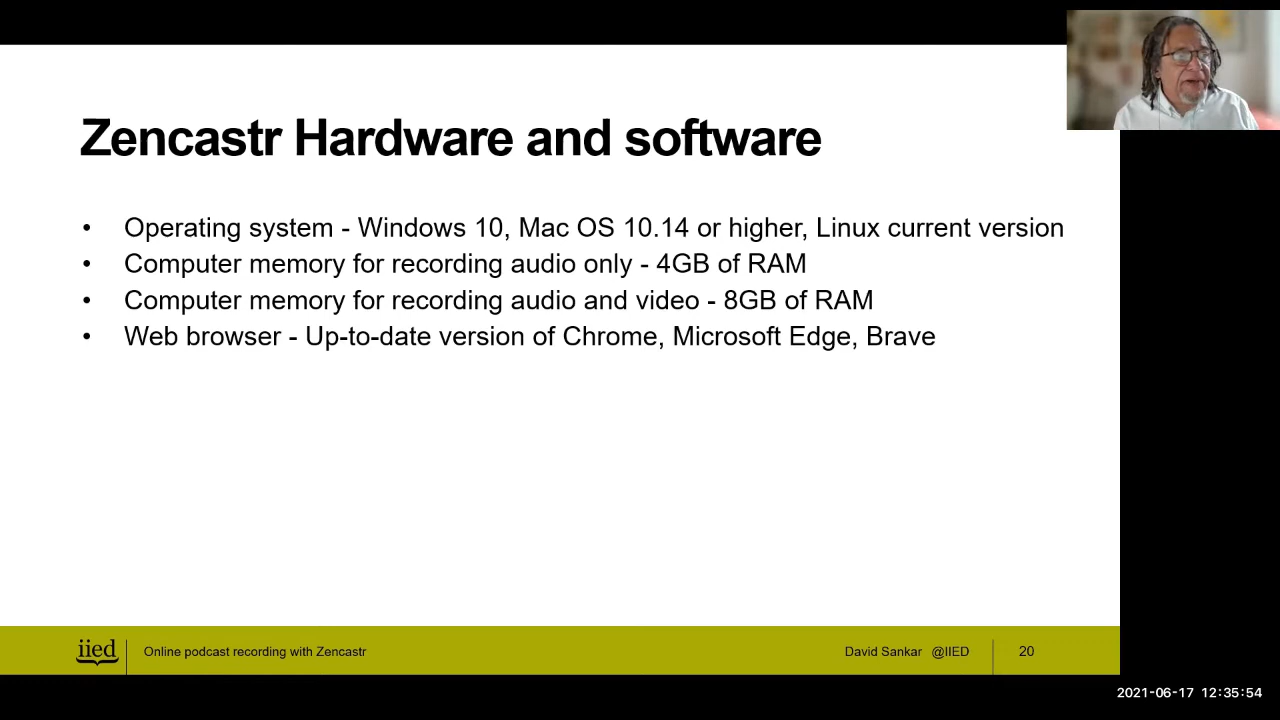 Zencastr Hardware and software
• Operating system - Windows 10, Mac OS 10.14 or higher, Linux current version
• Computer memory for recording audio only - 4GB of RAM
• Computer memory for recording audio and video - 8GB of RAM
• Web browser - Up-to-date version of Chrome, Microsoft Edge, Brave
iied Online podcast recording with Zencastr David Sankar @IIED 20
2021-06-17 12:35:54